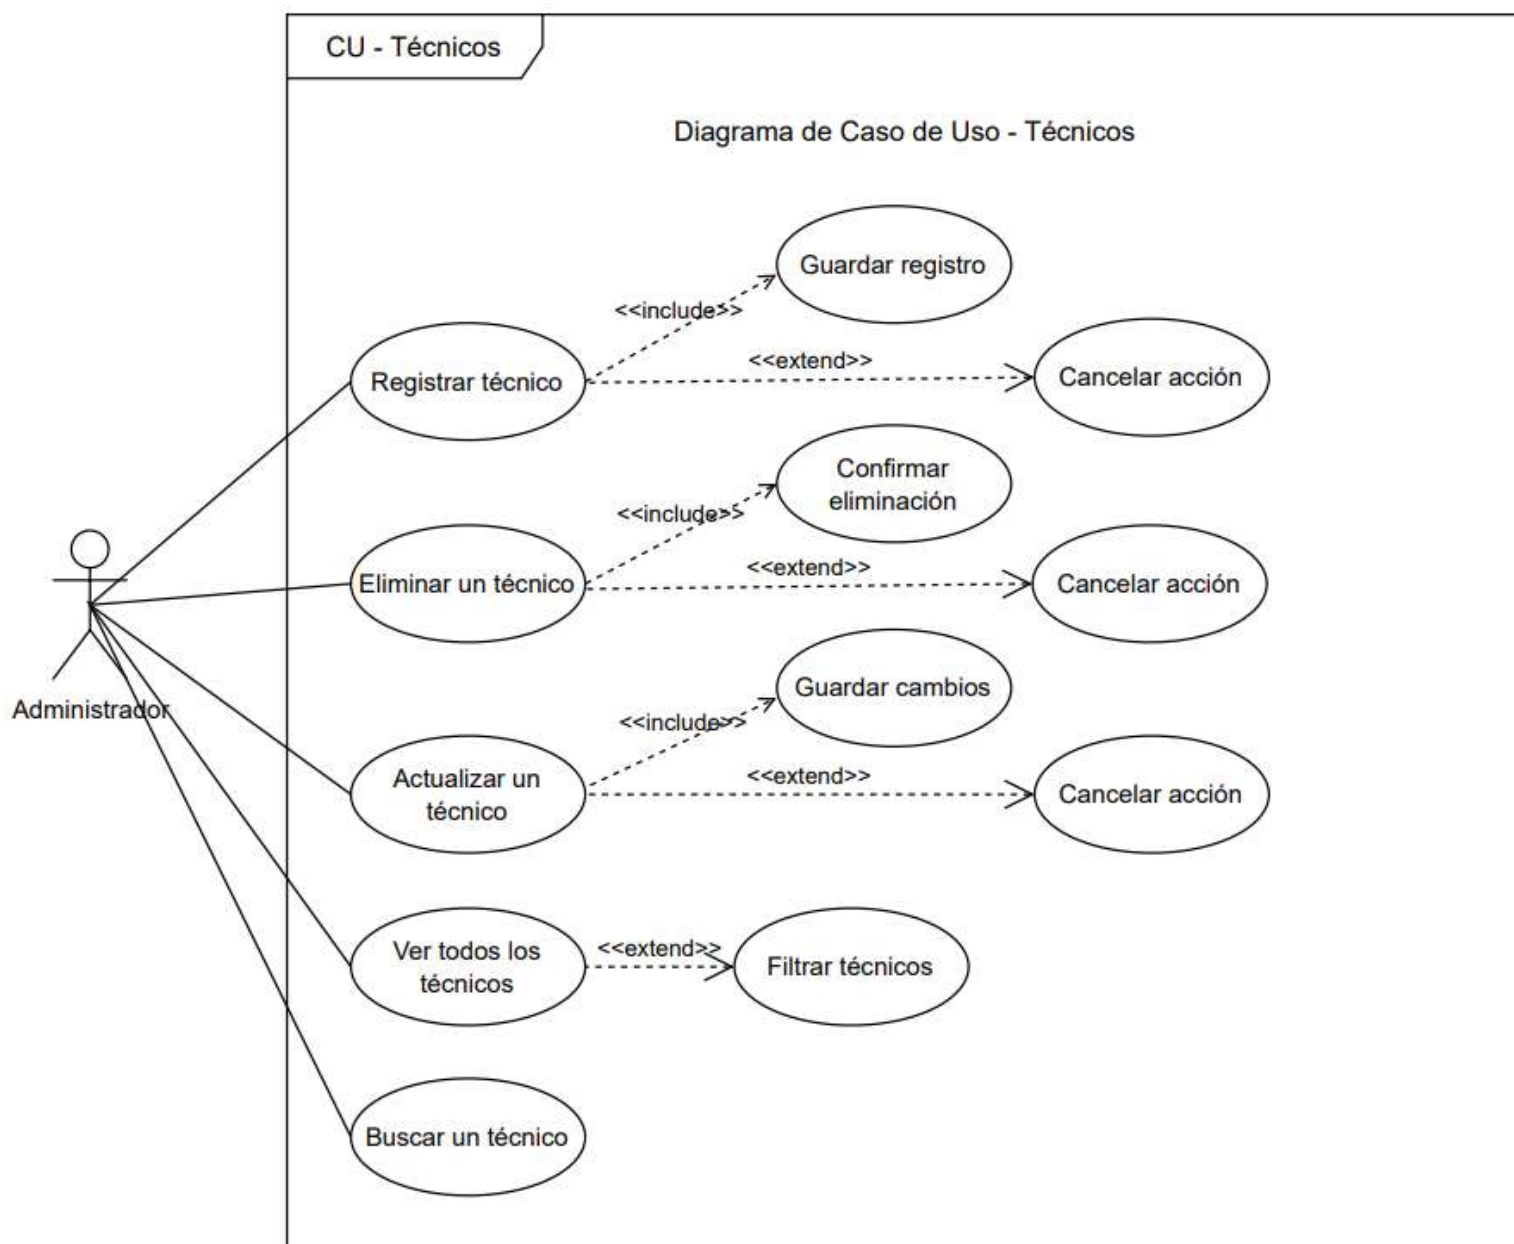 CU - Técnicos
Diagrama de Caso de Uso - Técnicos
Guardar registro
<<include>>
<<extend>>
Registrar técnico
Cancelar acción
Confirmar
eliminación
<<include>>
<<extend>>
Eliminar un técnico
Cancelar acción
Guardar cambios
Administrador
<<include>>
<<extend>>
Actualizar un
técnico
Cancelar acción
Ver todos los
técnicos
<<extend>>
Filtrar técnicos
Buscar un técnico